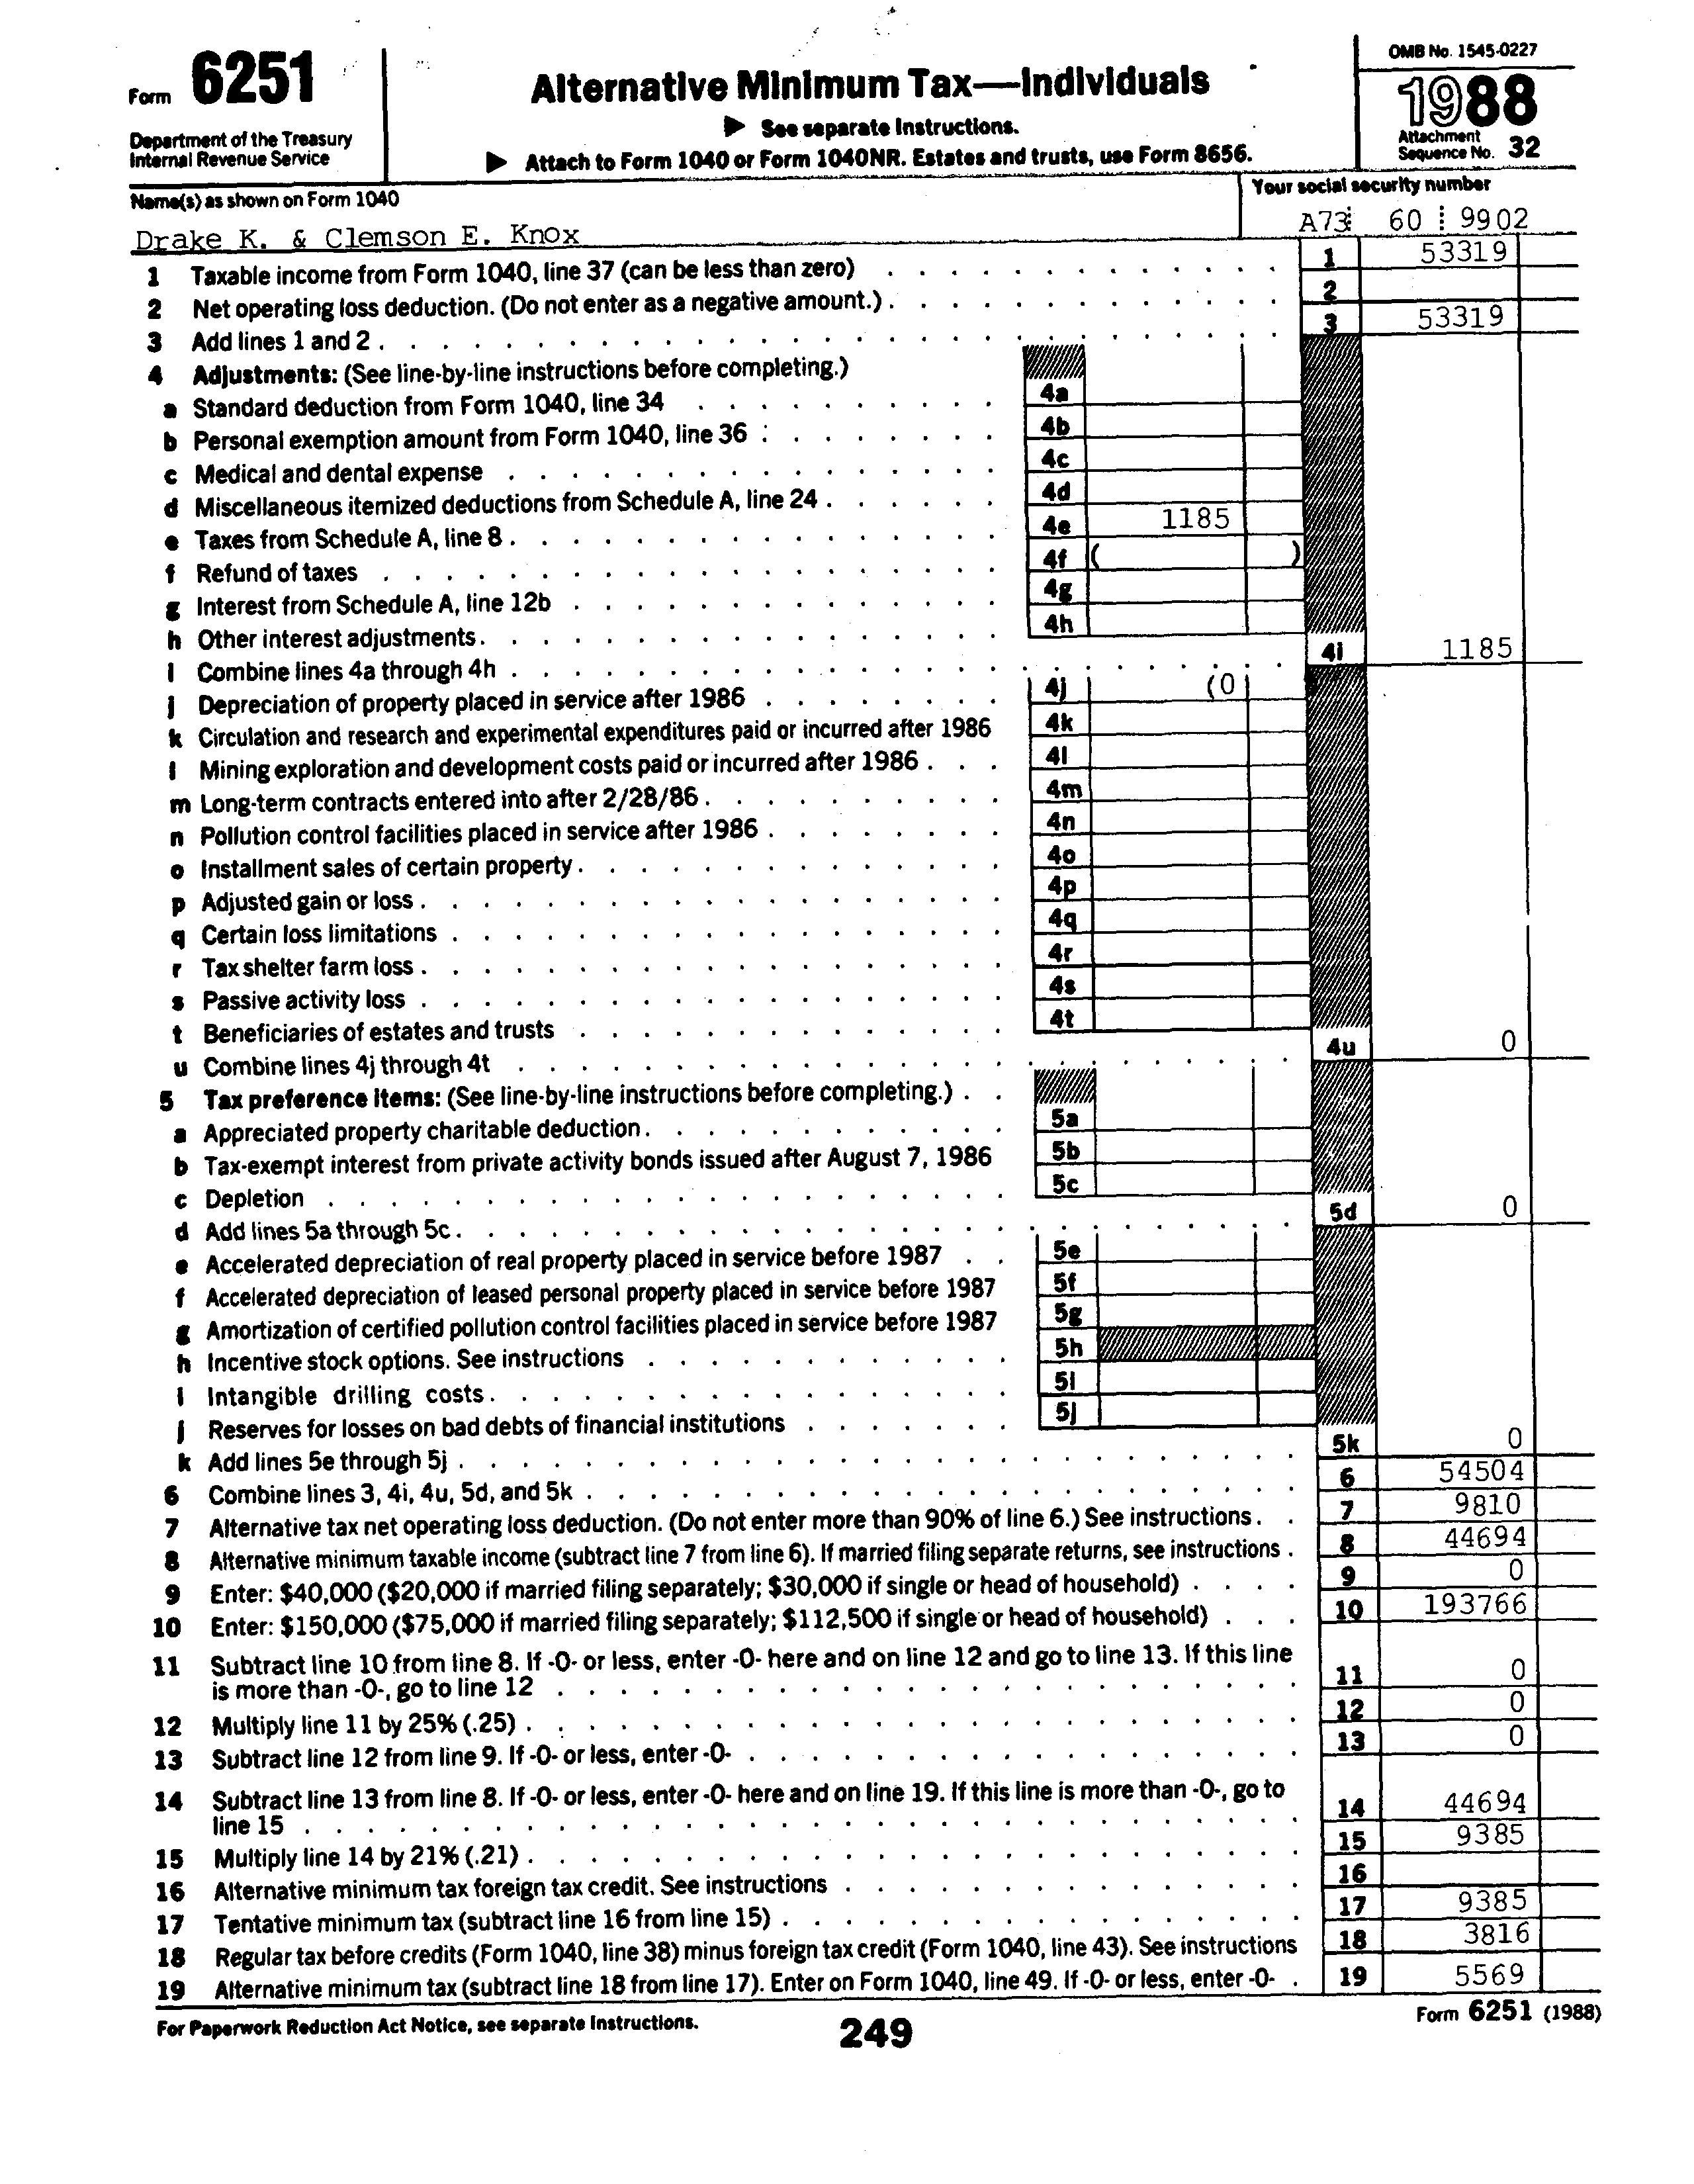 Form 6251
Department of the Treasury
Internal Revenue Service
Alternative Minimum Tax—Individuals
▶ See separate Instructions.
▶ Attach to Form 1040 or Form 1040NR. Estates and trusts, use Form 8656.
OMB No. 1545-0227
1988
Attachment
Sequence No. 32
Name(s) as shown on Form 1040
Your social security number
Drake K. & Clemson E. Knox
A73 60 9902
1 Taxable income from Form 1040, line 37 (can be less than zero) 1 53319
2 Net operating loss deduction. (Do not enter as a negative amount.) 2
3 Add lines 1 and 2 3 53319
4 Adjustments: (See line-by-line instructions before completing.)
a Standard deduction from Form 1040, line 34 4a
b Personal exemption amount from Form 1040, line 36 4b
c Medical and dental expense 4c
d Miscellaneous itemized deductions from Schedule A, line 24 4d
e Taxes from Schedule A, line 8 4e 1185
f Refund of taxes 4f ( )
g Interest from Schedule A, line 12b 4g
h Other interest adjustments 4h
i Combine lines 4a through 4h 4i 1185
j Depreciation of property placed in service after 1986 4j (0
k Circulation and research and experimental expenditures paid or incurred after 1986 4k
l Mining exploration and development costs paid or incurred after 1986 4l
m Long-term contracts entered into after 2/28/86 4m
n Pollution control facilities placed in service after 1986 4n
o Installment sales of certain property 4o
p Adjusted gain or loss 4p
q Certain loss limitations 4q
r Tax shelter farm loss 4r
s Passive activity loss 4s
t Beneficiaries of estates and trusts 4t
u Combine lines 4j through 4t 4u 0
5 Tax preference items: (See line-by-line instructions before completing.)
a Appreciated property charitable deduction 5a
b Tax-exempt interest from private activity bonds issued after August 7, 1986 5b
c Depletion 5c
d Add lines 5a through 5c 5d 0
e Accelerated depreciation of real property placed in service before 1987 5e
f Accelerated depreciation of leased personal property placed in service before 1987 5f
g Amortization of certified pollution control facilities placed in service before 1987 5g
h Incentive stock options. See instructions 5h
i Intangible drilling costs 5i
j Reserves for losses on bad debts of financial institutions 5j
k Add lines 5e through 5j 5k 0
6 Combine lines 3, 4i, 4u, 5d, and 5k 6 54504
7 Alternative tax net operating loss deduction. (Do not enter more than 90% of line 6.) See instructions 7 9810
8 Alternative minimum taxable income (subtract line 7 from line 6). If married filing separate returns, see instructions 8 44694
9 Enter: $40,000 ($20,000 if married filing separately; $30,000 if single or head of household) 9 0
10 Enter: $150,000 ($75,000 if married filing separately; $112,500 if single or head of household) 10 193766
11 Subtract line 10 from line 8. If -0- or less, enter -0- here and on line 12 and go to line 13. If this line
is more than -0-, go to line 12 11 0
12 Multiply line 11 by 25% (.25) 12 0
13 Subtract line 12 from line 9. If -0- or less, enter -0- 13 0
14 Subtract line 13 from line 8. If -0- or less, enter -0- here and on line 19. If this line is more than -0-, go to
line 15 14 44694
15 Multiply line 14 by 21% (.21) 15 9385
16 Alternative minimum tax foreign tax credit. See instructions 16
17 Tentative minimum tax (subtract line 16 from line 15) 17 9385
18 Regular tax before credits (Form 1040, line 38) minus foreign tax credit (Form 1040, line 43). See instructions 18 3816
19 Alternative minimum tax (subtract line 18 from line 17). Enter on Form 1040, line 49. If -0- or less, enter -0- 19 5569
For Paperwork Reduction Act Notice, see separate Instructions.
249
Form 6251 (1988)